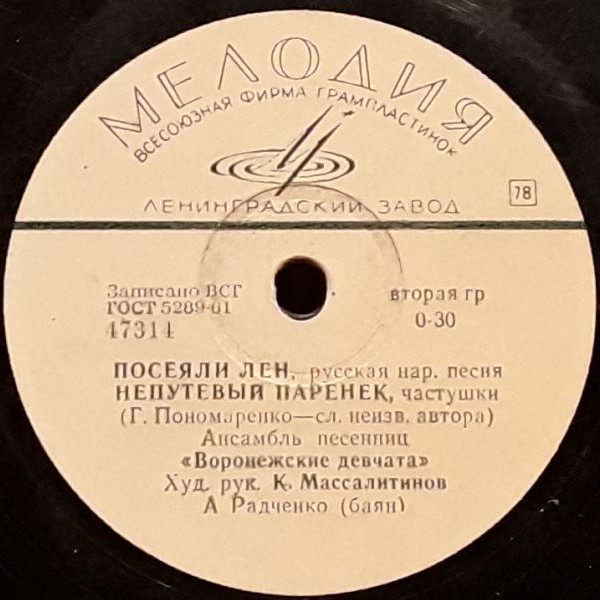 МЕЛОДИЯ
ВСЕСОЮЗНАЯ ФИРМА ГРАМПЛАСТИНОК
ЛЕНИНГРАДСКИЙ ЗАВОД
78
Записано ВСГ
ГОСТ 5289-61
47314
вторая гр
0-30
ПОСЕЯЛИ ЛЕН, русская нар. песня
НЕПУТЕВЫЙ ПАРЕНЕК, частушки
(Г. Пономаренко—сл. неизв. автора)
Ансамбль песенниц
«Воронежские девчата»
Худ. рук. К. Массалитинов
А Радченко (баян)